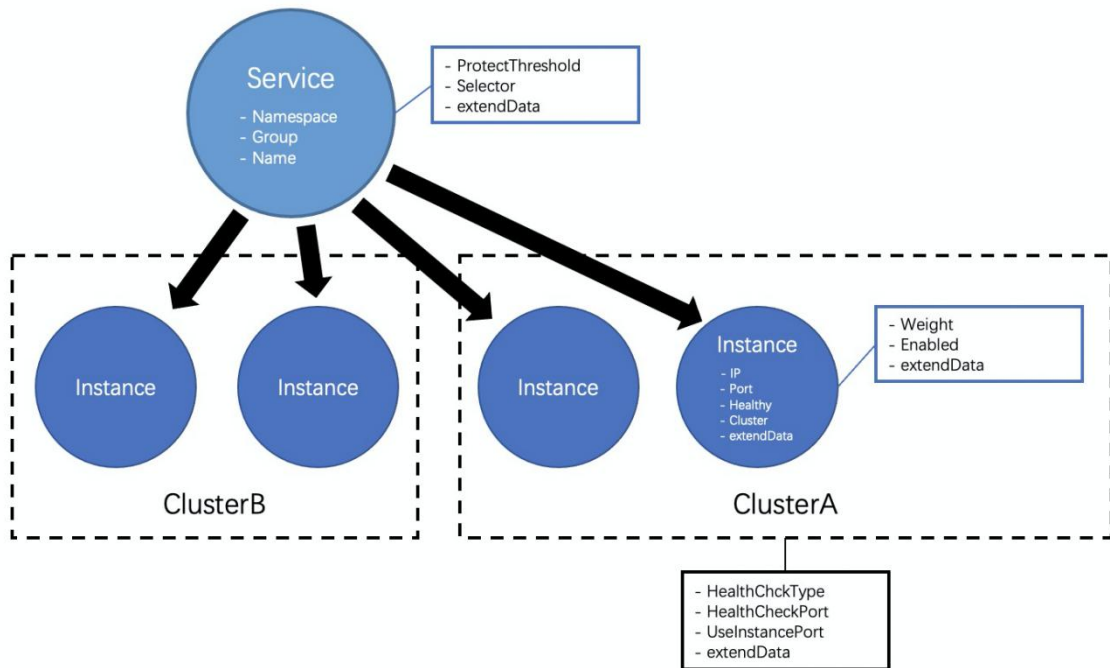 Service
- Namespace
- Group
- Name
- ProtectThreshold
- Selector
- extendData
Instance
Instance
ClusterB
Instance
Instance
- IP
- Port
- Healthy
- Cluster
- extendData
- Weight
- Enabled
- extendData
ClusterA
- HealthChckType
- HealthCheckPort
- UseInstancePort
- extendData